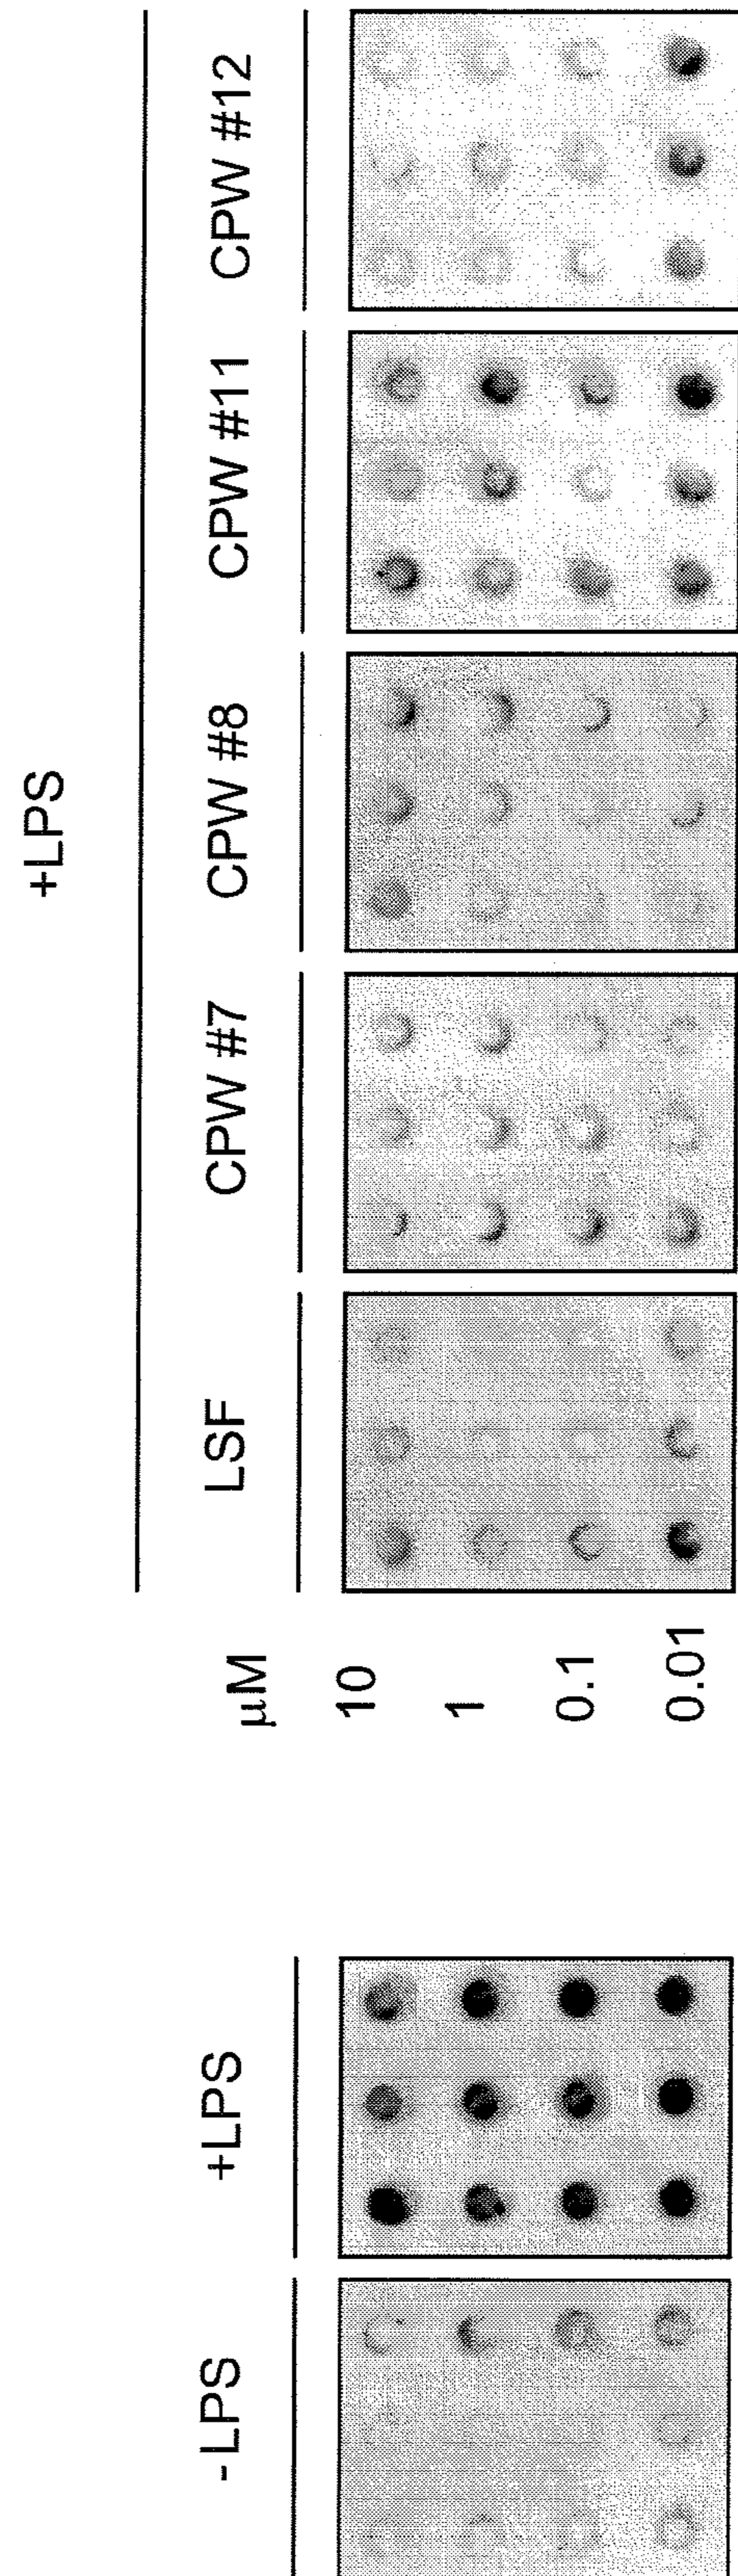 +LPS
-LPS +LPS μM LSF CPW #7 CPW #8 CPW #11 CPW #12
10
1
0.1
0.01